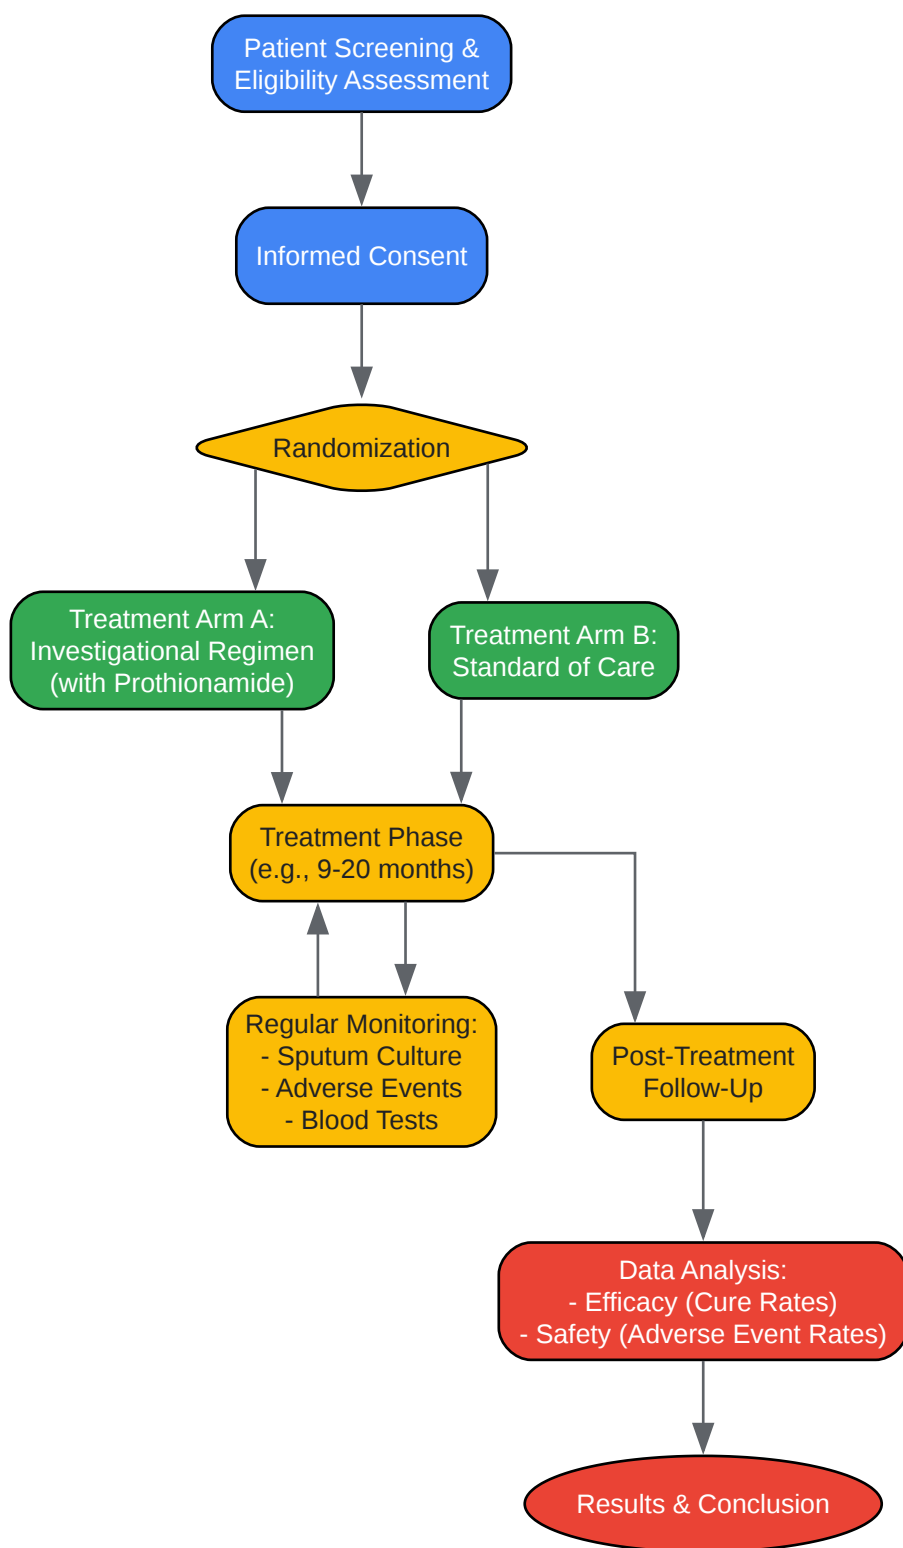 Patient Screening &
Eligibility Assessment
Informed Consent
Randomization
Treatment Arm A:
Investigational Regimen
(with Prothionamide)
Treatment Arm B:
Standard of Care
Treatment Phase
(e.g., 9-20 months)
Regular Monitoring:
- Sputum Culture
- Adverse Events
- Blood Tests
Post-Treatment
Follow-Up
Data Analysis:
- Efficacy (Cure Rates)
- Safety (Adverse Event Rates)
Results & Conclusion